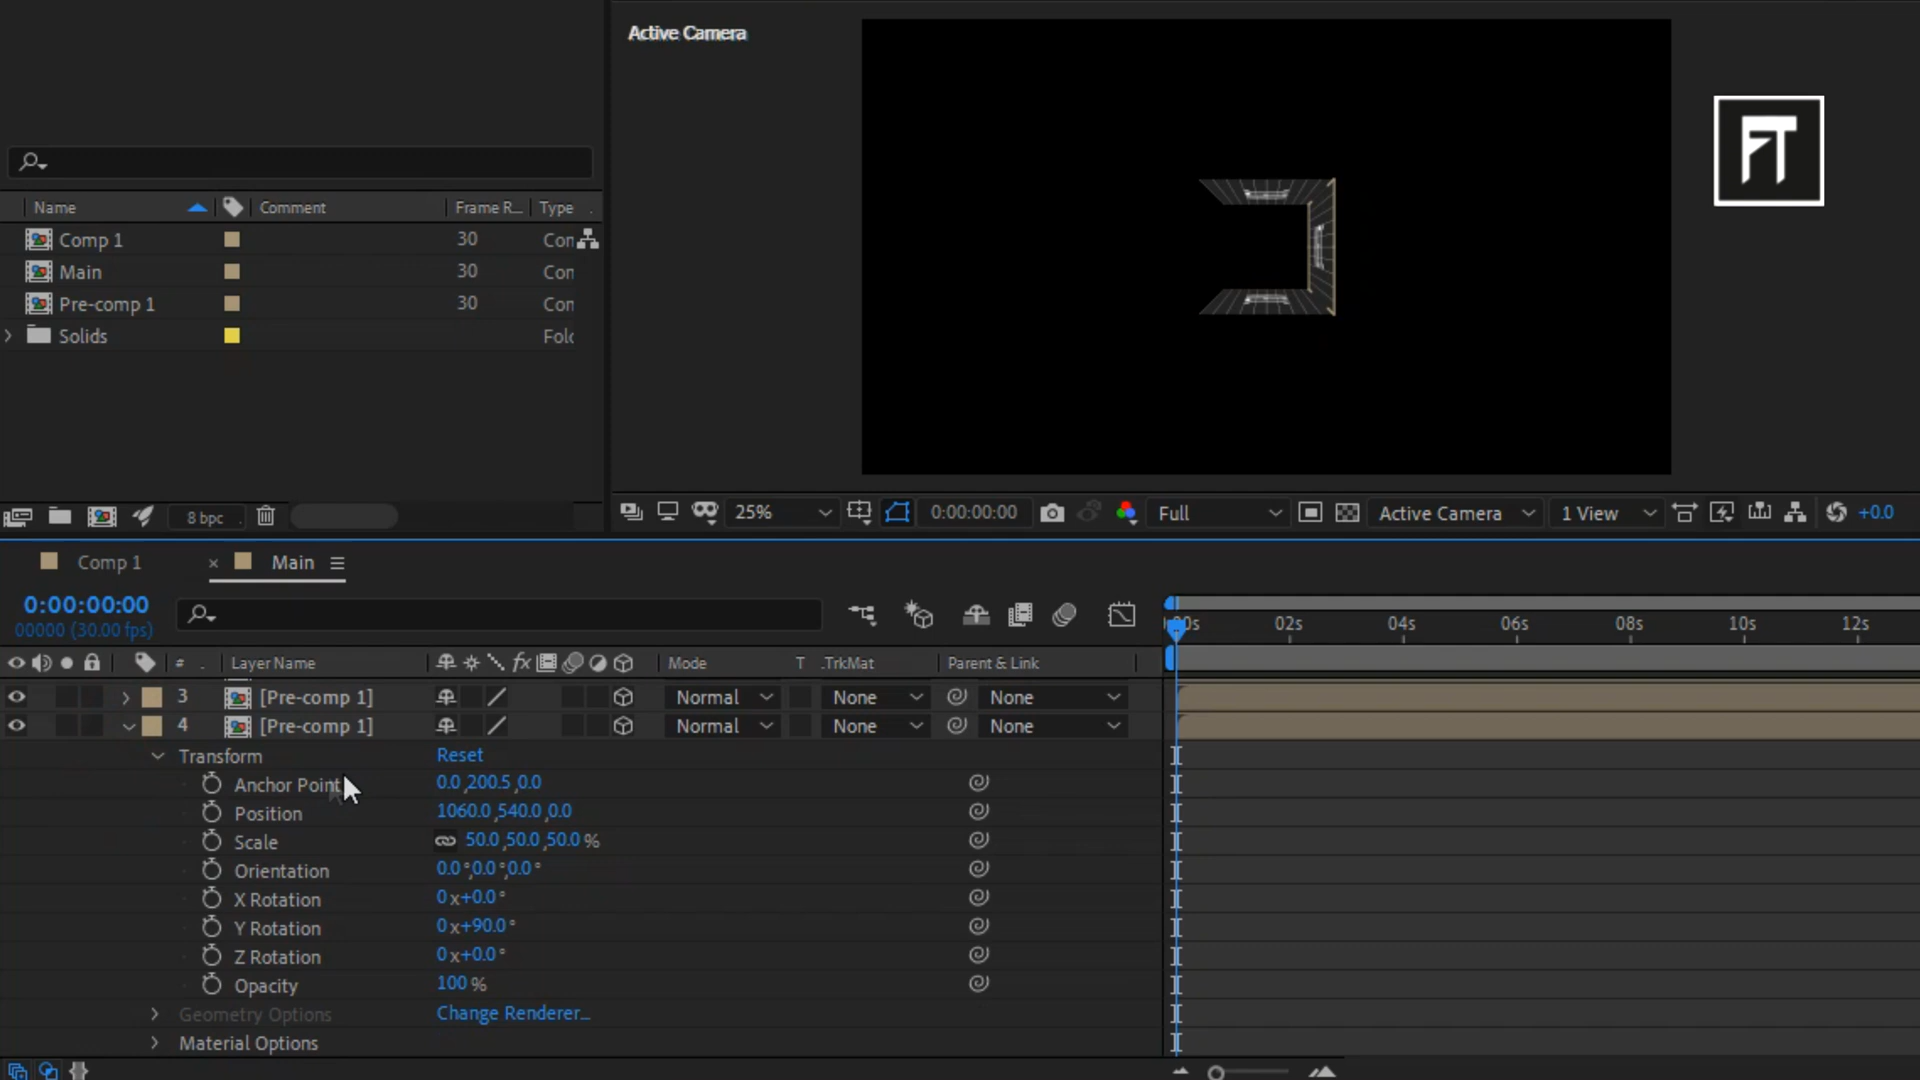 Active Camera
FT
Name Comment Frame R... Type
Comp 1 30 Con
Main 30 Con
Pre-comp 1 30 Con
Solids Folc
8 bpc
25% 0:00:00:00 Full Active Camera 1 View +0.0
Comp 1 × Main
0:00:00:00
00000 (30.00 fps)
00s 02s 04s 06s 08s 10s 12s
# Layer Name fx Mode T .TrkMat Parent & Link
3 [Pre-comp 1] Normal None None
4 [Pre-comp 1] Normal None None
Transform Reset
Anchor Point 0.0,200.5,0.0
Position 1060.0,540.0,0.0
Scale 50.0,50.0,50.0%
Orientation 0.0°,0.0°,0.0°
X Rotation 0x+0.0°
Y Rotation 0x+90.0°
Z Rotation 0x+0.0°
Opacity 100%
Geometry Options Change Renderer...
Material Options